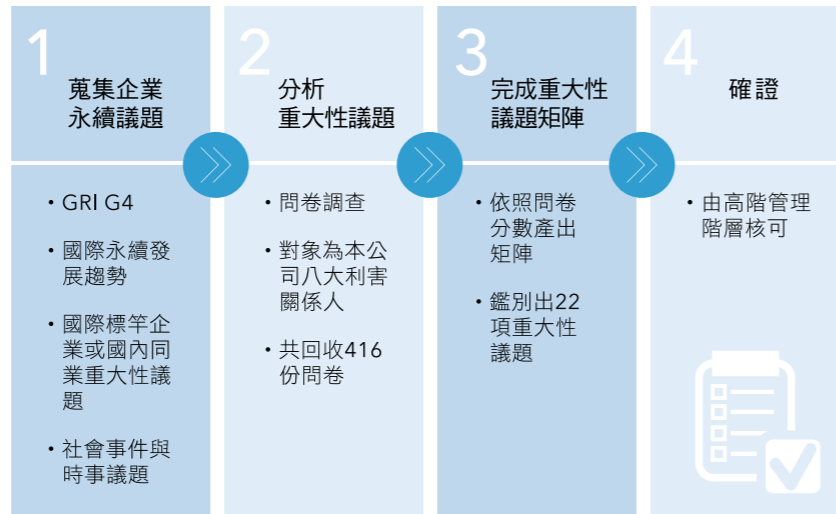 1
蒐集企業
永續議題
• GRI G4
• 國際永續發
展趨勢
• 國際標竿企
業或國內同
業重大性議
題
• 社會事件與
時事議題
2
分析
重大性議題
• 問卷調查
• 對象為本公
司八大利害
關係人
• 共回收416
份問卷
3
完成重大性
議題矩陣
• 依照問卷
分數產出
矩陣
• 鑑別出22
項重大性
議題
4
確證
• 由高階管理
階層核可